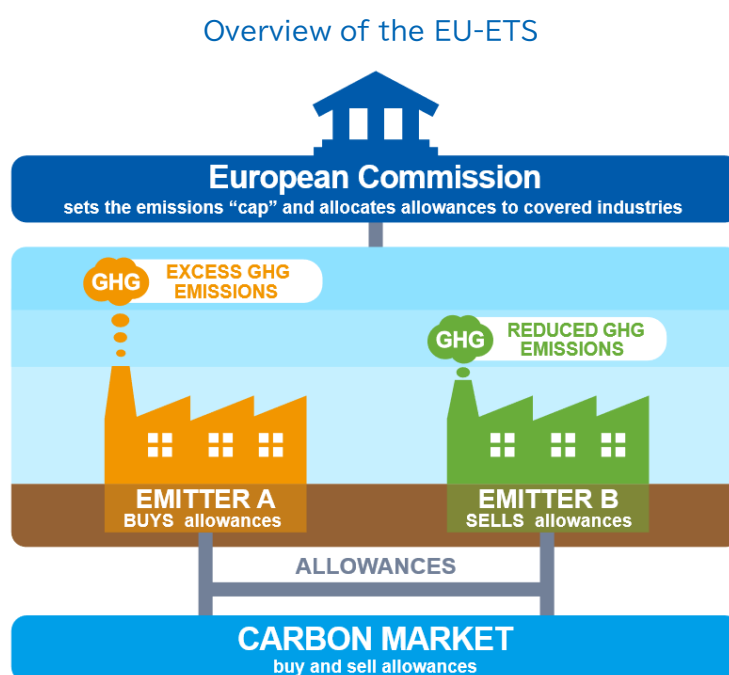 Overview of the EU-ETS
European Commission
sets the emissions “cap” and allocates allowances to covered industries
GHG
EXCESS GHG
EMISSIONS
GHG
REDUCED GHG
EMISSIONS
EMITTER A
BUYS allowances
EMITTER B
SELLS allowances
ALLOWANCES
CARBON MARKET
buy and sell allowances